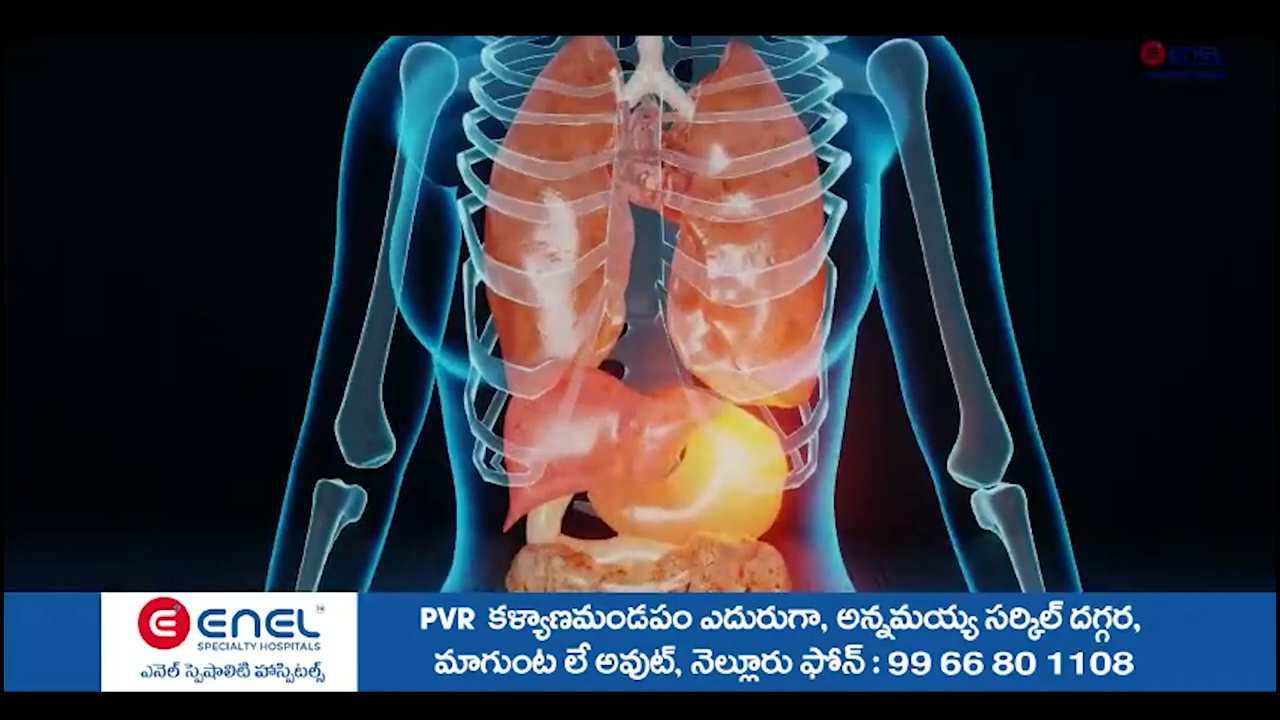 ENEL
ENEL
SPECIALTY HOSPITALS
ఎనెల్ స్పెషాలిటి హాస్పిటల్స్
PVR కళ్యాణమండపం ఎదురుగా, అన్నమయ్య సర్కిల్ దగ్గర,
మాగుంట లే అవుట్, నెల్లూరు ఫోన్ : 99 66 80 1108